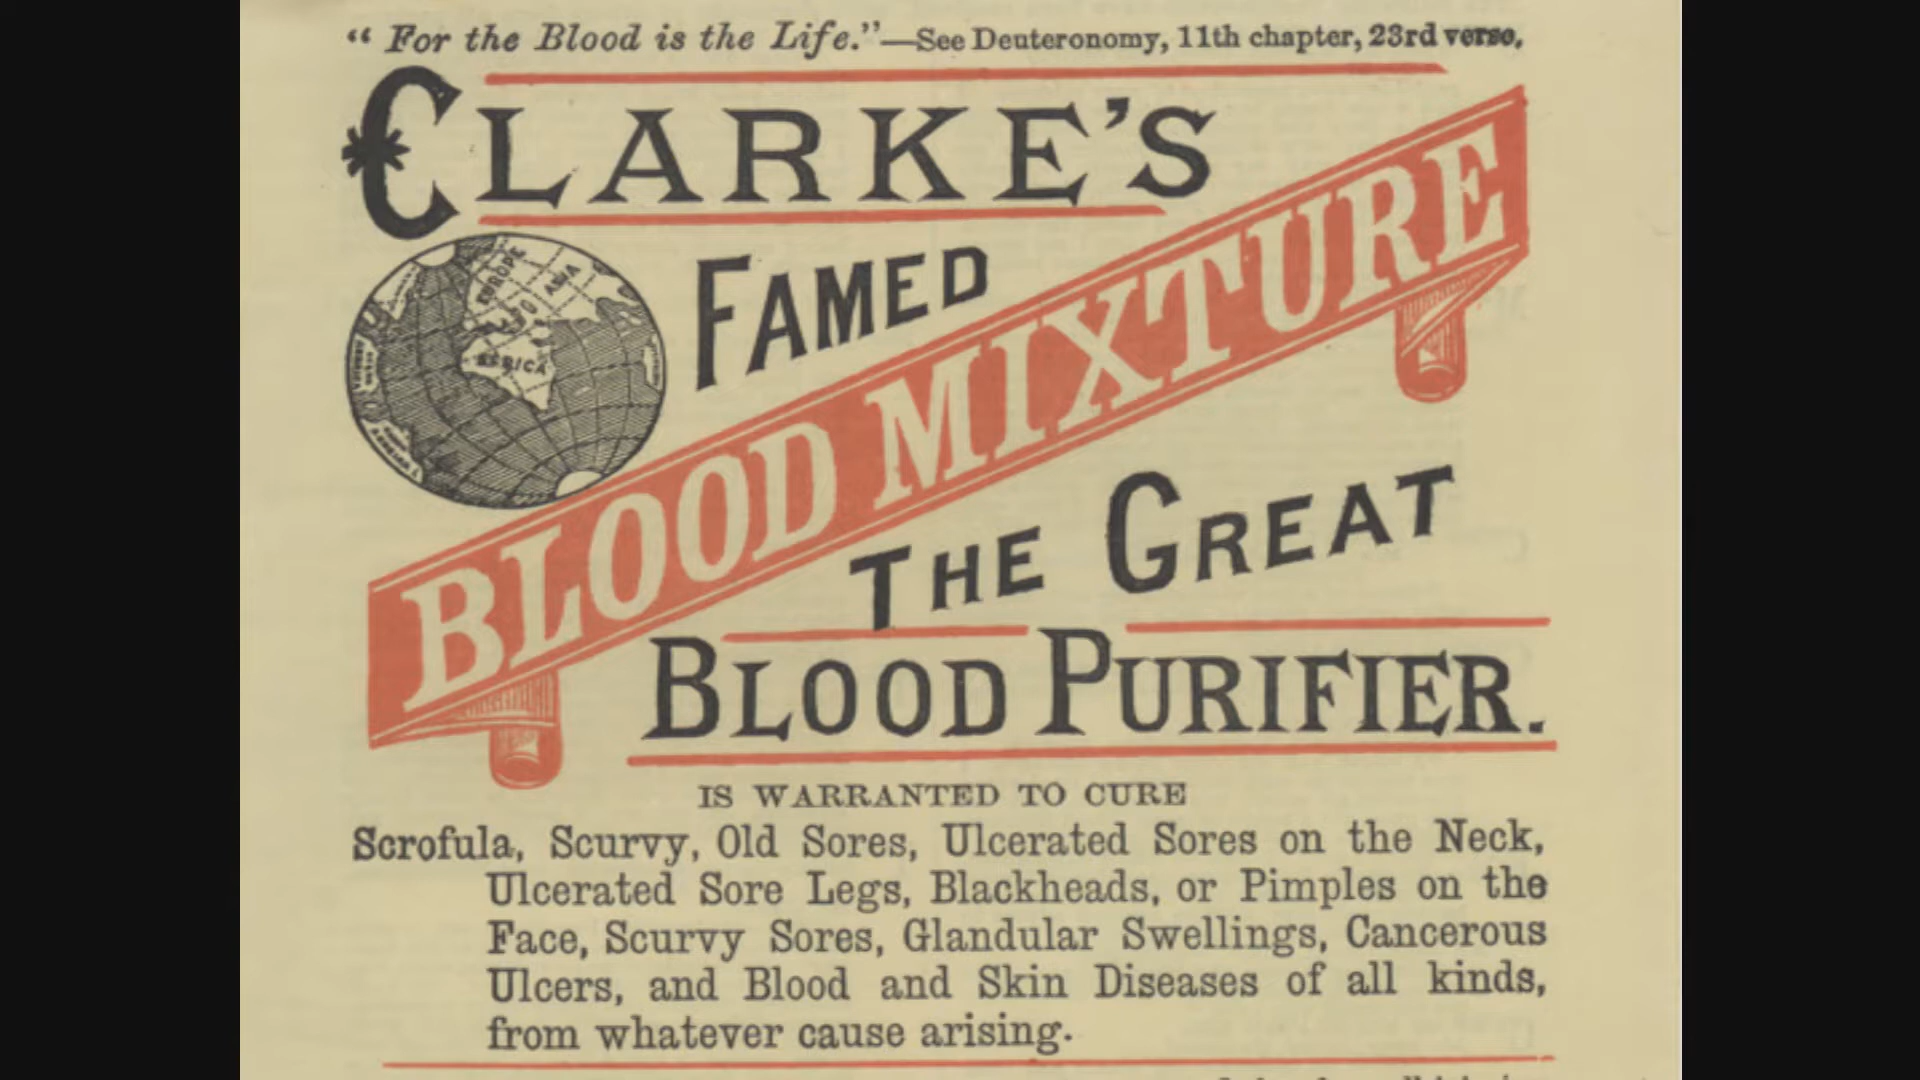 "For the Blood is the Life."—See Deuteronomy, 11th chapter, 23rd verse.
CLARKE'S
EUROPE
ASIA
AFRICA
FAMED
BLOOD MIXTURE
THE GREAT
BLOOD PURIFIER.
IS WARRANTED TO CURE
Scrofula, Scurvy, Old Sores, Ulcerated Sores on the Neck,
Ulcerated Sore Legs, Blackheads, or Pimples on the
Face, Scurvy Sores, Glandular Swellings, Cancerous
Ulcers, and Blood and Skin Diseases of all kinds,
from whatever cause arising.